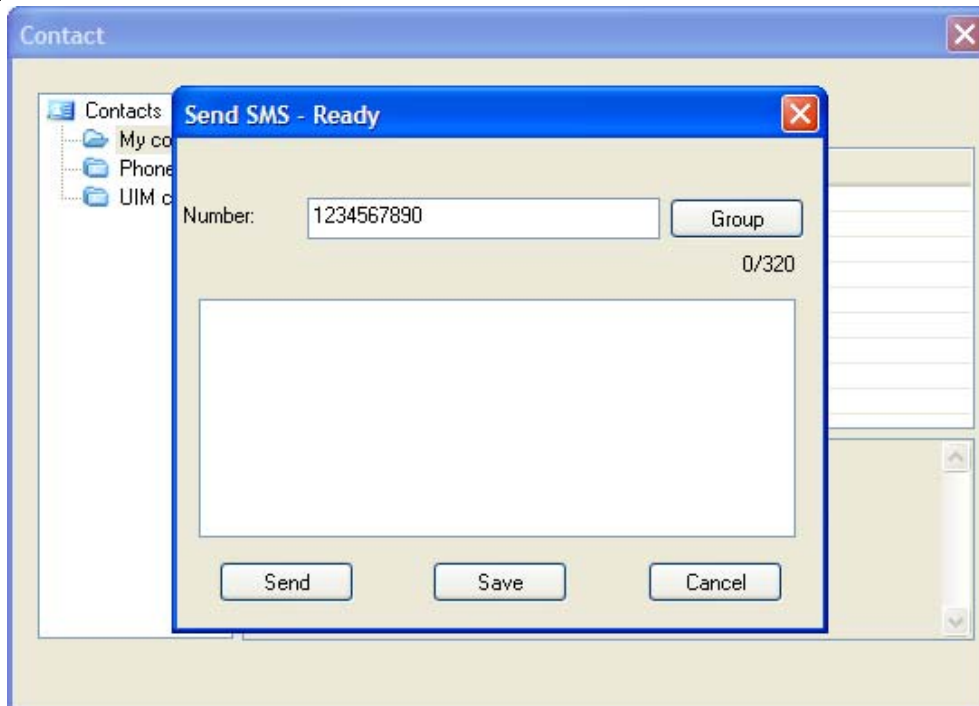 Contact
Contacts
Send SMS - Ready
My co
Phone
UIM c
Number:
1234567890
Group
0/320
Send
Save
Cancel